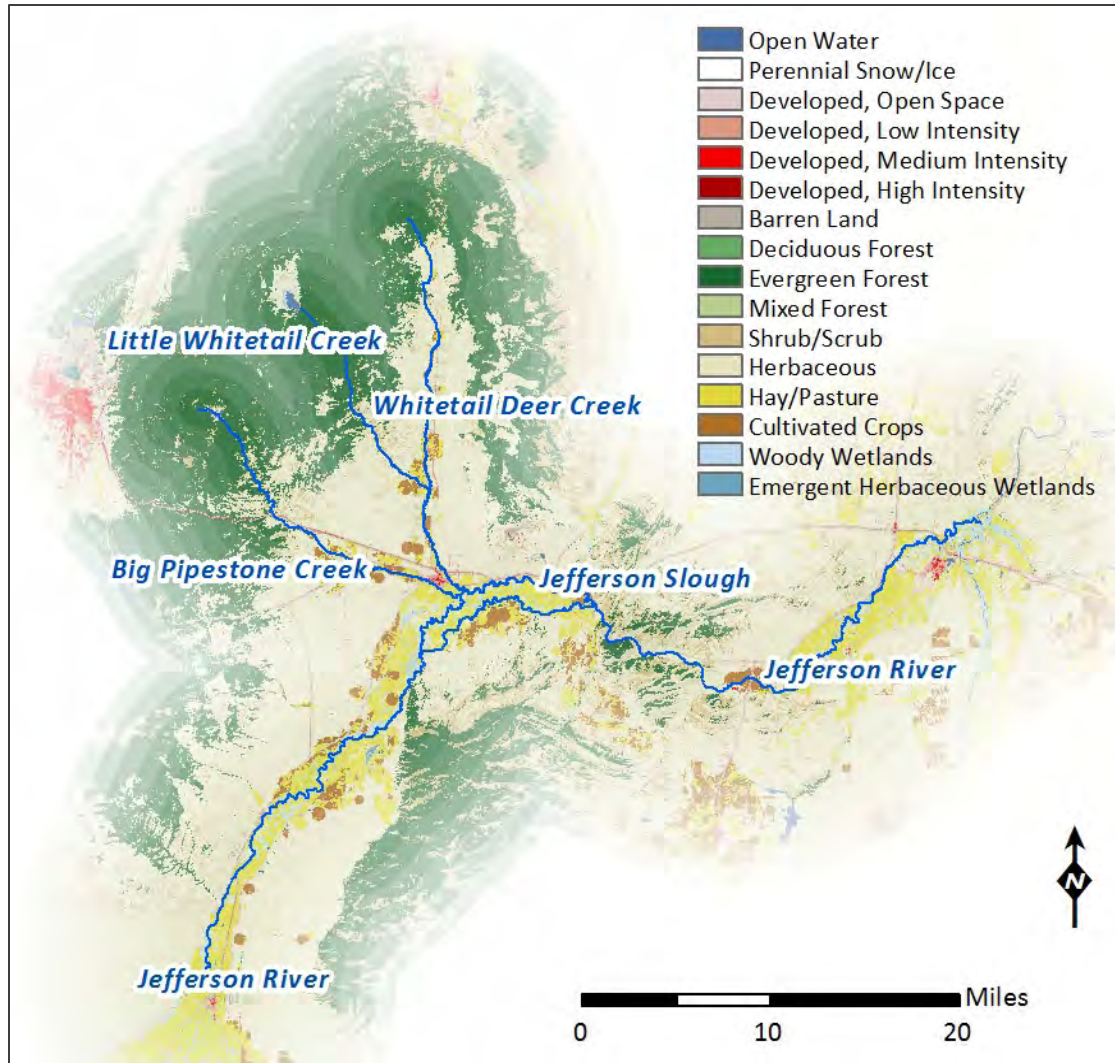 Open Water
Perennial Snow/Ice
Developed, Open Space
Developed, Low Intensity
Developed, Medium Intensity
Developed, High Intensity
Barren Land
Deciduous Forest
Evergreen Forest
Mixed Forest
Shrub/Scrub
Herbaceous
Hay/Pasture
Cultivated Crops
Woody Wetlands
Emergent Herbaceous Wetlands
Little Whitetail Creek
Whitetail Deer Creek
Big Pipestone Creek
Jefferson Slough
Jefferson River
Jefferson River
N
Miles
0 10 20